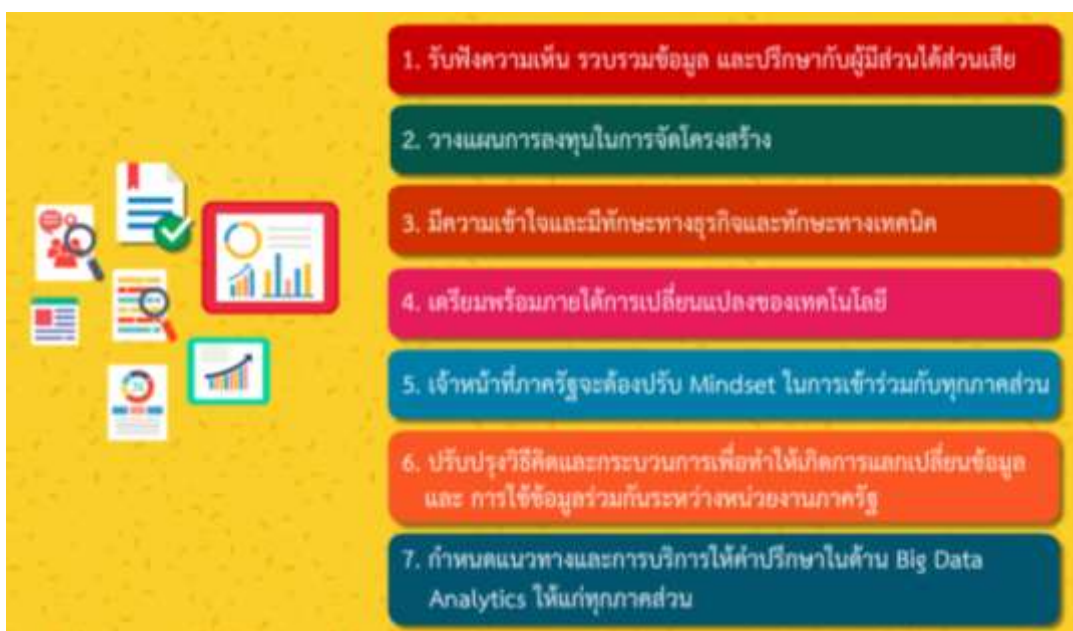 1. รับฟังความเห็น รวบรวมข้อมูล และปรึกษากับผู้มีส่วนได้ส่วนเสีย
2. วางแผนการลงทุนในการจัดโครงสร้าง
3. มีความเข้าใจและมีทักษะทางธุรกิจและทักษะทางเทคนิค
4. เตรียมพร้อมภายใต้การเปลี่ยนแปลงของเทคโนโลยี
5. เจ้าหน้าที่ภาครัฐจะต้องปรับ Mindset ในการเข้าร่วมกับทุกภาคส่วน
6. ปรับปรุงวิธีคิดและกระบวนการเพื่อทำให้เกิดการแลกเปลี่ยนข้อมูล
และ การใช้ข้อมูลร่วมกันระหว่างหน่วยงานภาครัฐ
7. กำหนดแนวทางและการบริการให้คำปรึกษาในด้าน Big Data
Analytics ให้แก่ทุกภาคส่วน